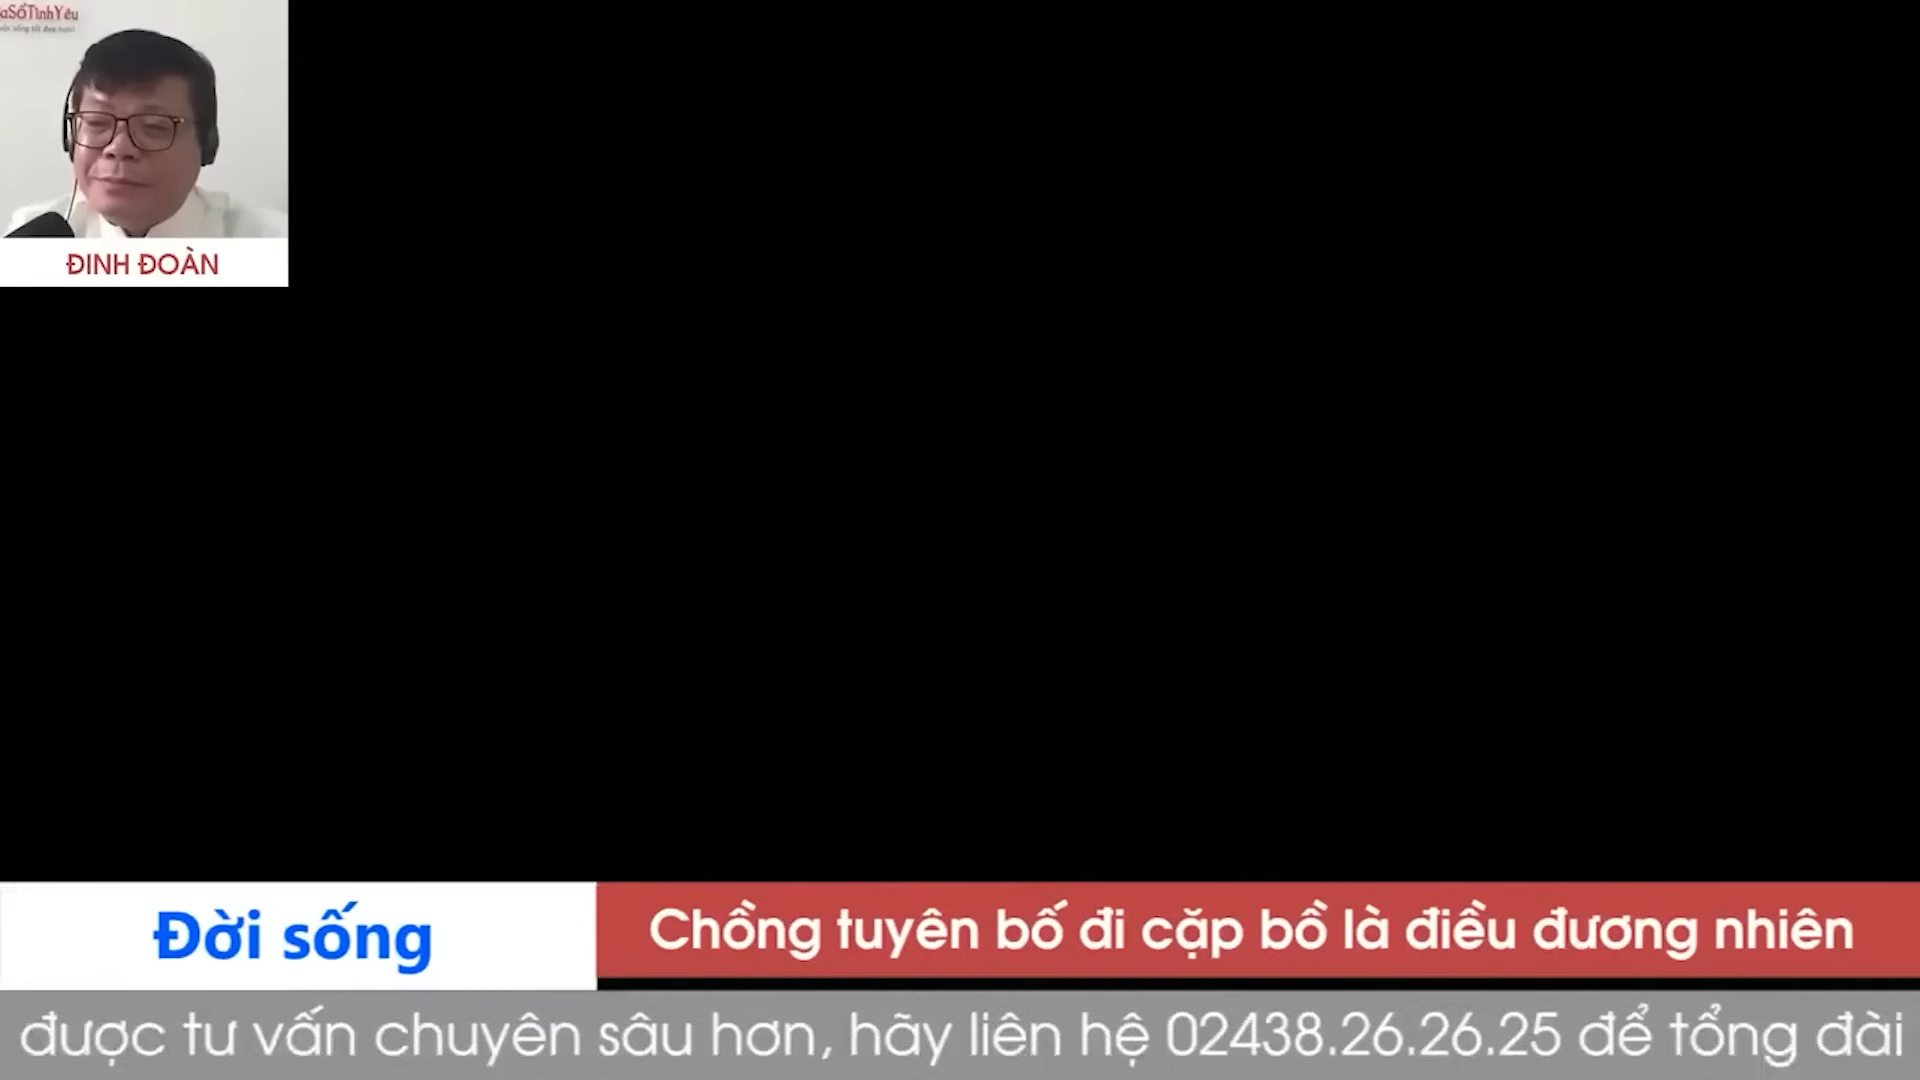 aSổTìnhYêu
ĐINH ĐOÀN
Đời sống
Chồng tuyên bố đi cặp bồ là điều đương nhiên
được tư vấn chuyên sâu hơn, hãy liên hệ 02438.26.26.25 để tổng đài